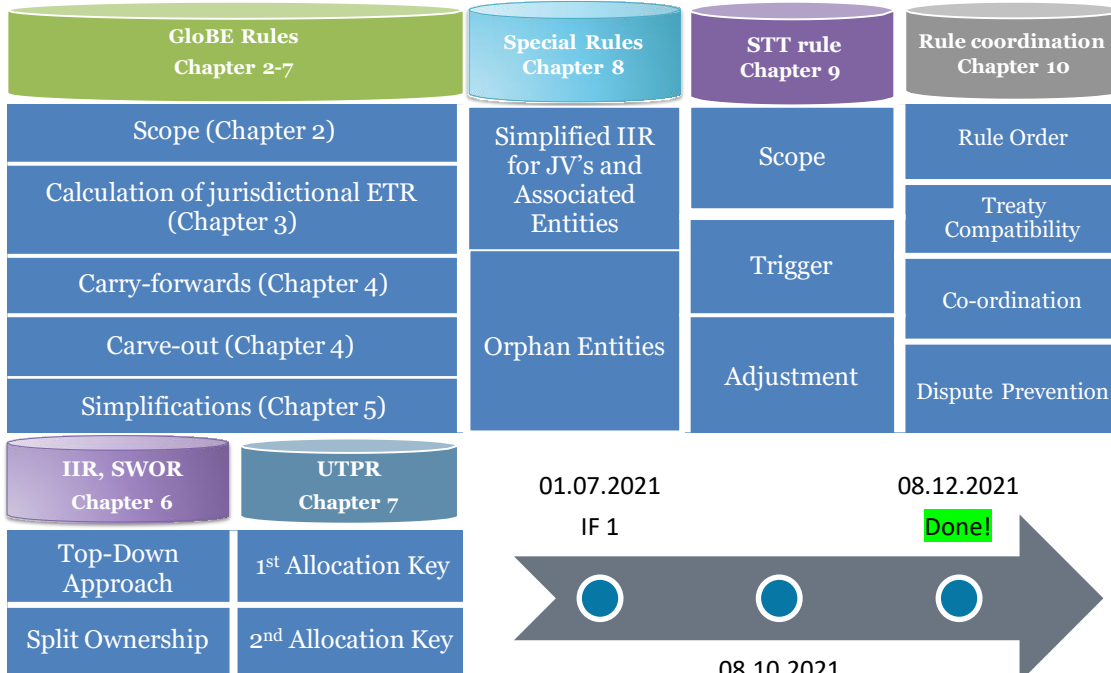 GloBE Rules
Chapter 2-7
Scope (Chapter 2)
Calculation of jurisdictional ETR
(Chapter 3)
Carry-forwards (Chapter 4)
Carve-out (Chapter 4)
Simplifications (Chapter 5)
Special Rules
Chapter 8
Simplified IIR
for JV's and
Associated
Entities
Orphan Entities
STT rule
Chapter 9
Scope
Trigger
Adjustment
Rule coordination
Chapter 10
Rule Order
Treaty
Compatibility
Co-ordination
Dispute Prevention
IIR, SWOR
Chapter 6
Top-Down
Approach
Split Ownership
UTPR
Chapter 7
1st Allocation Key
2nd Allocation Key
01.07.2021
IF 1
08.12.2021
Done!
08.10.2021